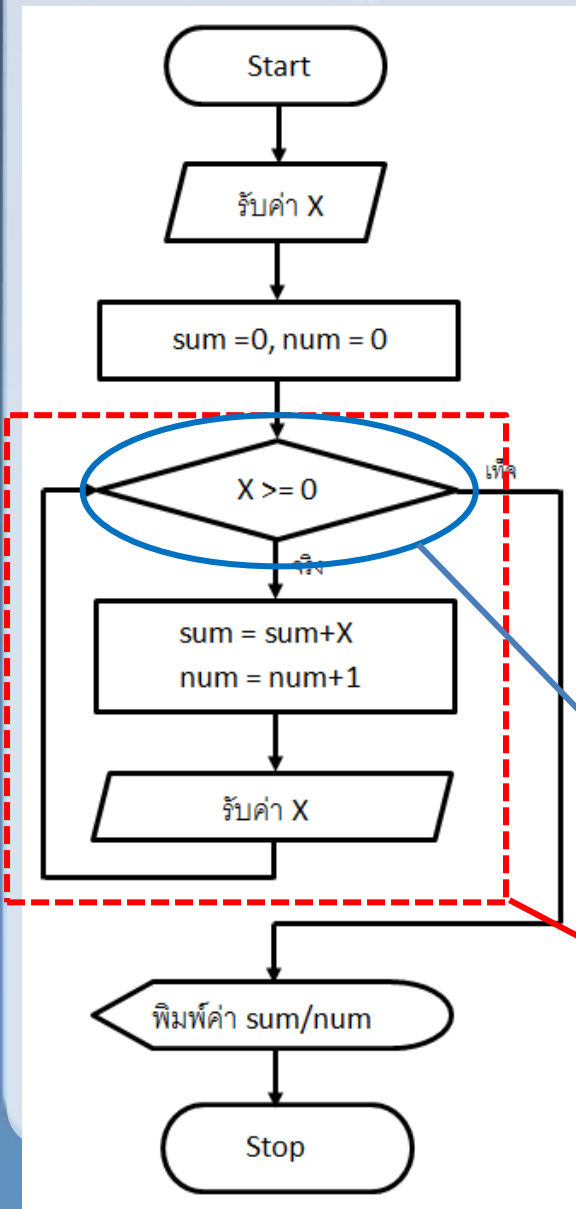 Start
รับค่า X
sum =0, num = 0
X >= 0
เท็จ
จริง
sum = sum+X
num = num+1
รับค่า X
พิมพ์ค่า sum/num
Stop